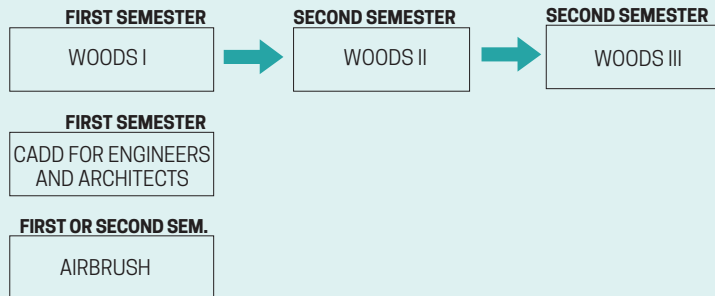 FIRST SEMESTER
WOODS I
SECOND SEMESTER
WOODS II
SECOND SEMESTER
WOODS III
FIRST SEMESTER
CADD FOR ENGINEERS
AND ARCHITECTS
FIRST OR SECOND SEM.
AIRBRUSH